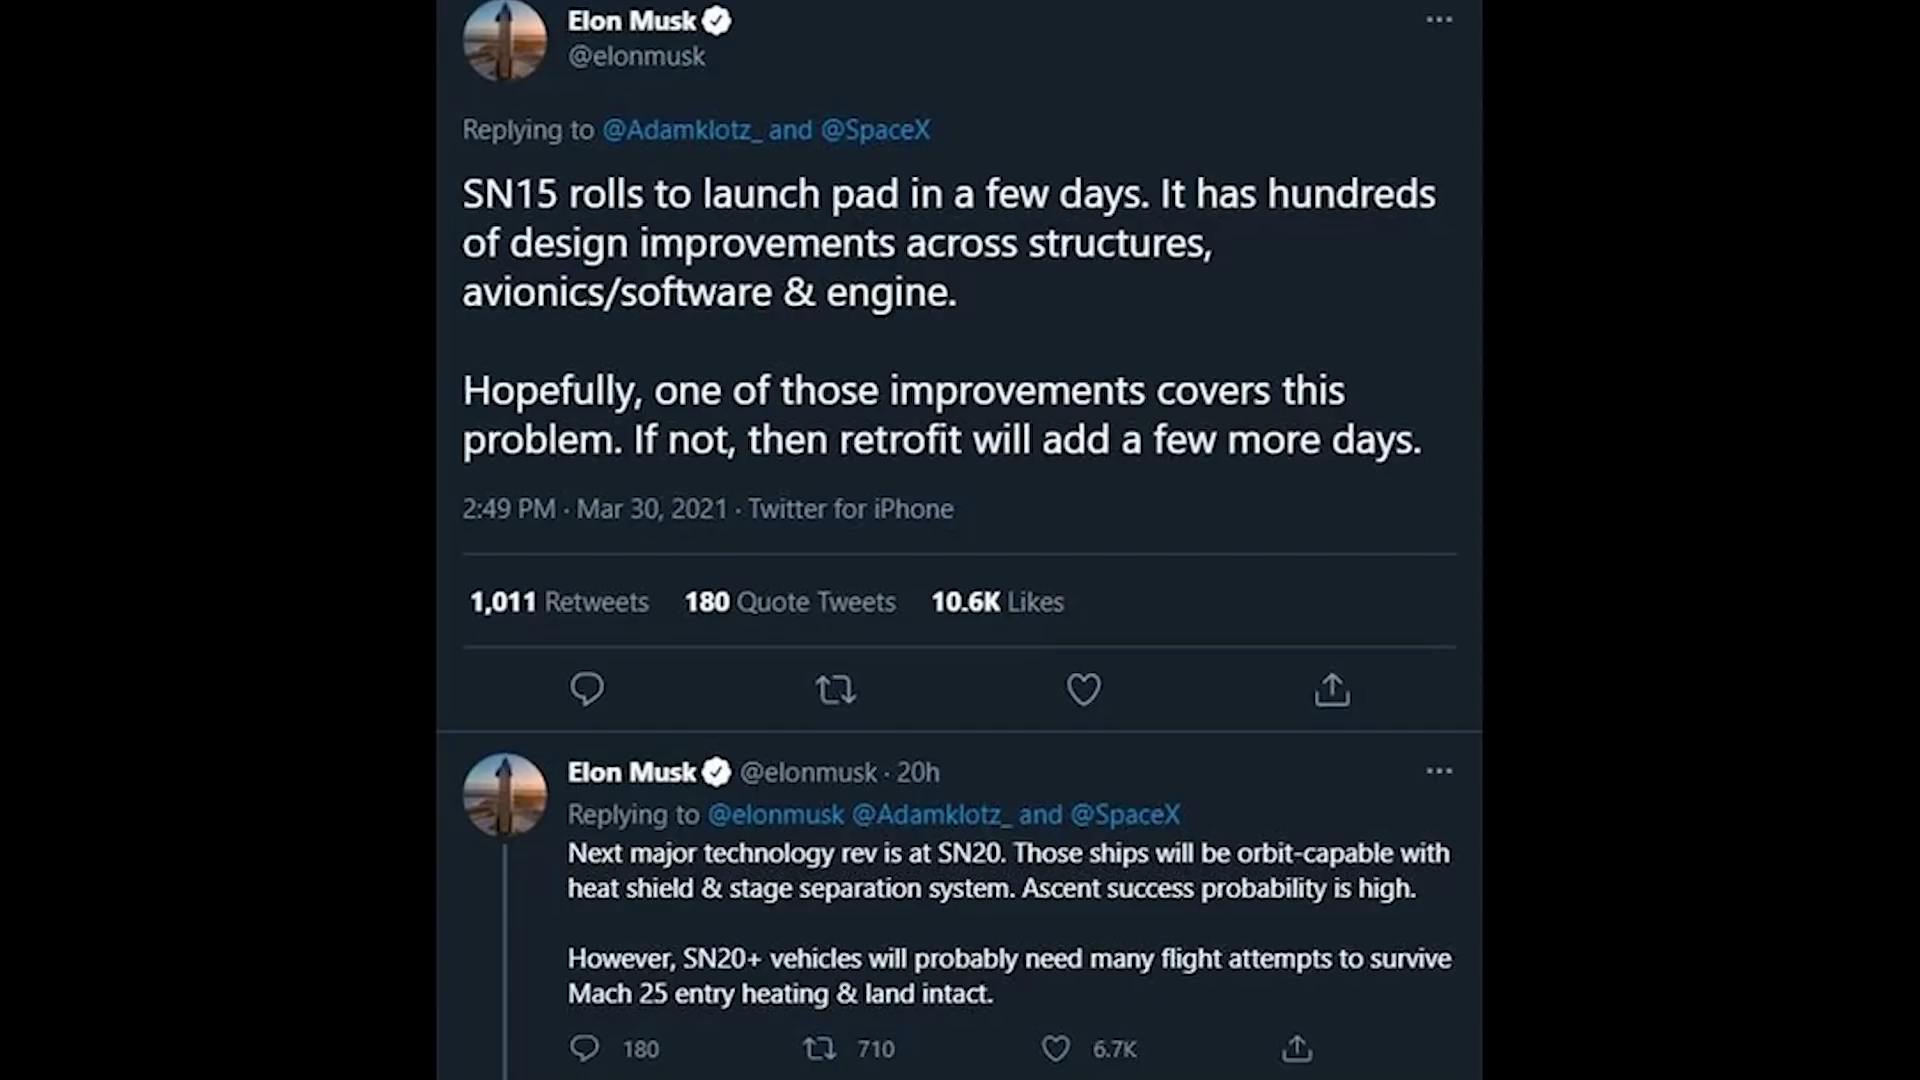 Elon Musk
@elonmusk
Replying to @Adamklotz_ and @SpaceX
SN15 rolls to launch pad in a few days. It has hundreds
of design improvements across structures,
avionics/software & engine.
Hopefully, one of those improvements covers this
problem. If not, then retrofit will add a few more days.
2:49 PM · Mar 30, 2021 · Twitter for iPhone
1,011 Retweets 180 Quote Tweets 10.6K Likes
Elon Musk @elonmusk · 20h
Replying to @elonmusk @Adamklotz_ and @SpaceX
Next major technology rev is at SN20. Those ships will be orbit-capable with
heat shield & stage separation system. Ascent success probability is high.
However, SN20+ vehicles will probably need many flight attempts to survive
Mach 25 entry heating & land intact.
180 710 6.7K